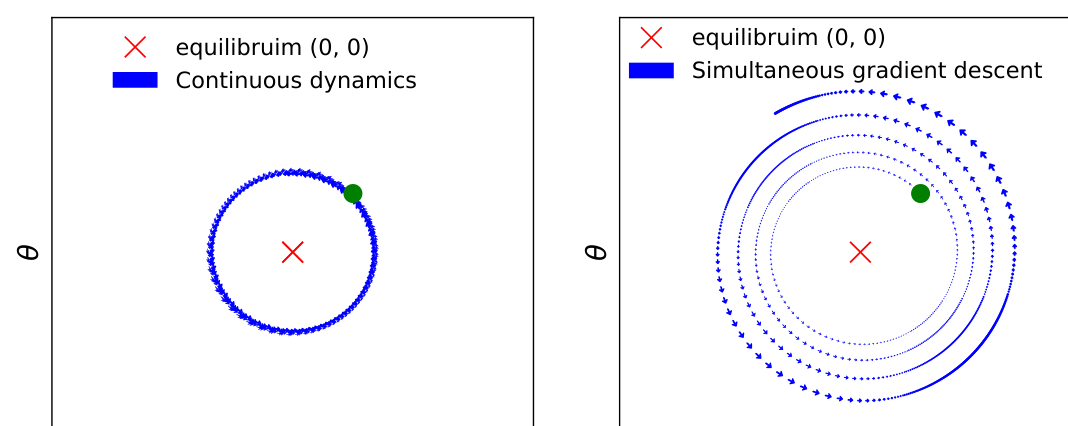 equilibruim (0, 0)
Continuous dynamics
θ
equilibruim (0, 0)
Simultaneous gradient descent
θ